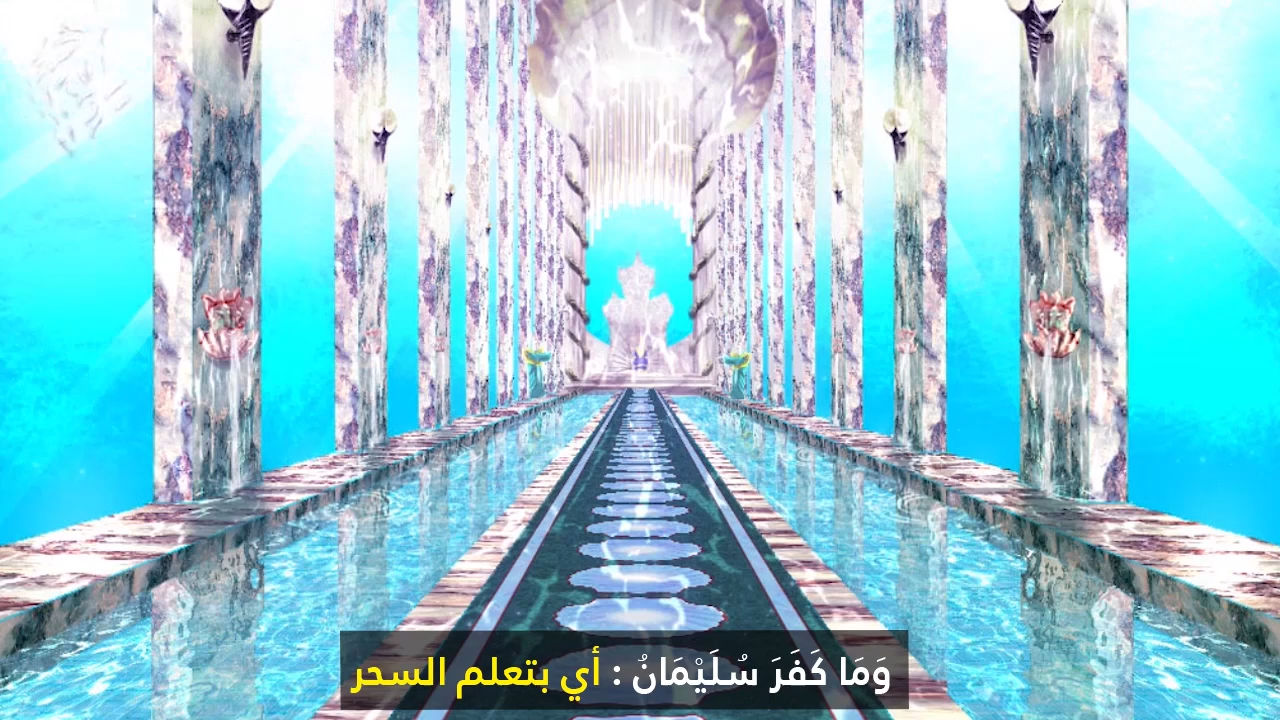 وَمَا كَفَرَ سُلَيْمَانُ : أي بتعلم السحر